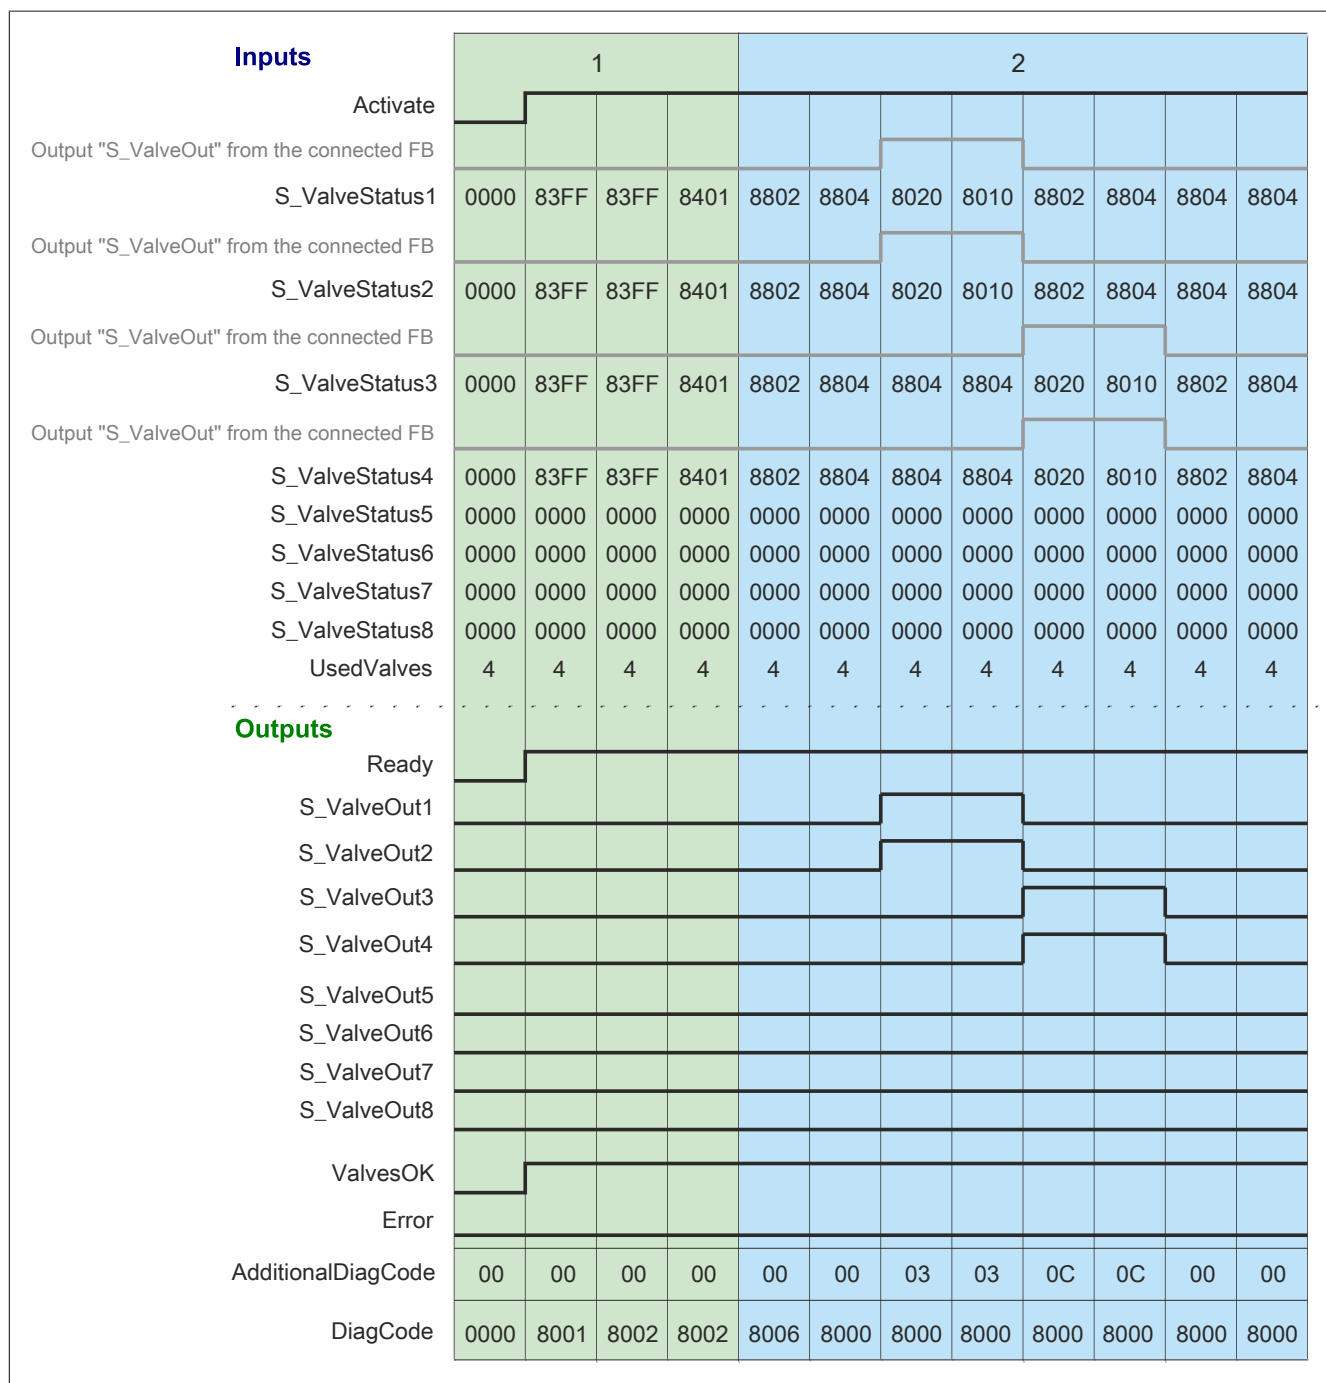 Inputs 1 2
Activate
Output "S_ValveOut" from the connected FB
S_ValveStatus1 0000 83FF 83FF 8401 8802 8804 8020 8010 8802 8804 8804 8804
Output "S_ValveOut" from the connected FB
S_ValveStatus2 0000 83FF 83FF 8401 8802 8804 8020 8010 8802 8804 8804 8804
Output "S_ValveOut" from the connected FB
S_ValveStatus3 0000 83FF 83FF 8401 8802 8804 8804 8804 8020 8010 8802 8804
Output "S_ValveOut" from the connected FB
S_ValveStatus4 0000 83FF 83FF 8401 8802 8804 8804 8804 8020 8010 8802 8804
S_ValveStatus5 0000 0000 0000 0000 0000 0000 0000 0000 0000 0000 0000 0000
S_ValveStatus6 0000 0000 0000 0000 0000 0000 0000 0000 0000 0000 0000 0000
S_ValveStatus7 0000 0000 0000 0000 0000 0000 0000 0000 0000 0000 0000 0000
S_ValveStatus8 0000 0000 0000 0000 0000 0000 0000 0000 0000 0000 0000 0000
UsedValves 4 4 4 4 4 4 4 4 4 4 4 4
Outputs
Ready
S_ValveOut1
S_ValveOut2
S_ValveOut3
S_ValveOut4
S_ValveOut5
S_ValveOut6
S_ValveOut7
S_ValveOut8
ValvesOK
Error
AdditionalDiagCode 00 00 00 00 00 00 03 03 0C 0C 00 00
DiagCode 0000 8001 8002 8002 8006 8000 8000 8000 8000 8000 8000 8000